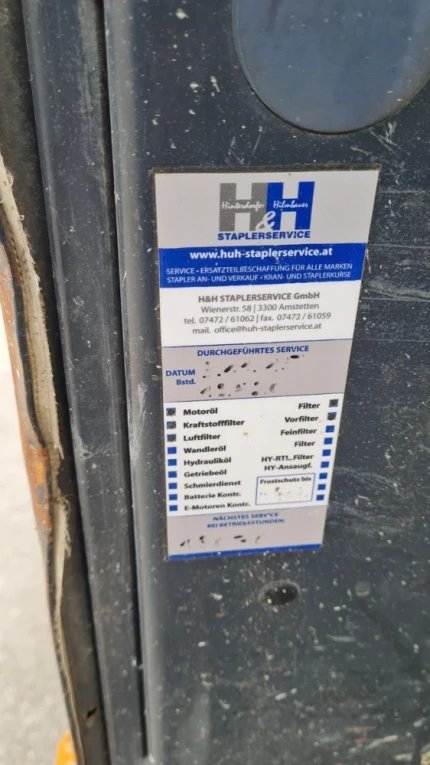 H&H
Hinterdorfer Hilmbauer
STAPLERSERVICE
www.huh-staplerservice.at
SERVICE • ERSATZTEILBESCHAFFUNG FÜR ALLE MARKEN
STAPLER AN- UND VERKAUF • KRAN- UND STAPLERKURSE
H&H STAPLERSERVICE GmbH
Wienerstr. 58 | 3300 Amstetten
tel. 07472 / 61062 | fax. 07472 / 61059
mail. office@huh-staplerservice.at
DURCHGEFÜHRTES SERVICE
DATUM
Bstd.
Motoröl Filter
Kraftstofffilter Vorfilter
Luftfilter Feinfilter
Wandleröl Filter
Hydrauliköl HY-RTL. Filter
Getriebeöl HY-Ansaugf.
Schmierdienst Frostschutz bis
Batterie Kontr.
E-Motoren Kontr.
NÄCHSTES SERVICE
BEI BETRIEBSSTUNDEN: